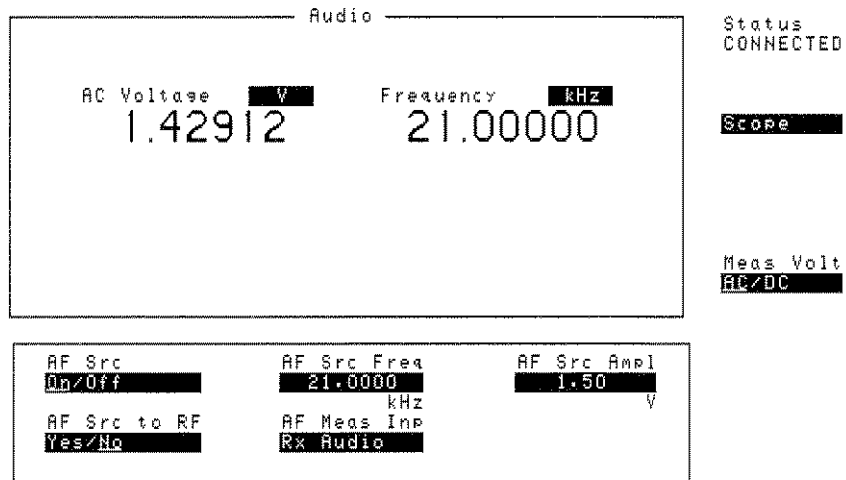 Audio
Status
CONNECTED
AC Voltage V
1.42912
Frequency kHz
21.00000
Scope
Meas Volt
AC/DC
AF Src
On/Off
AF Src Freq
21.0000
kHz
AF Src Ampl
1.50
V
AF Src to RF
Yes/No
AF Meas Inp
Rx Audio